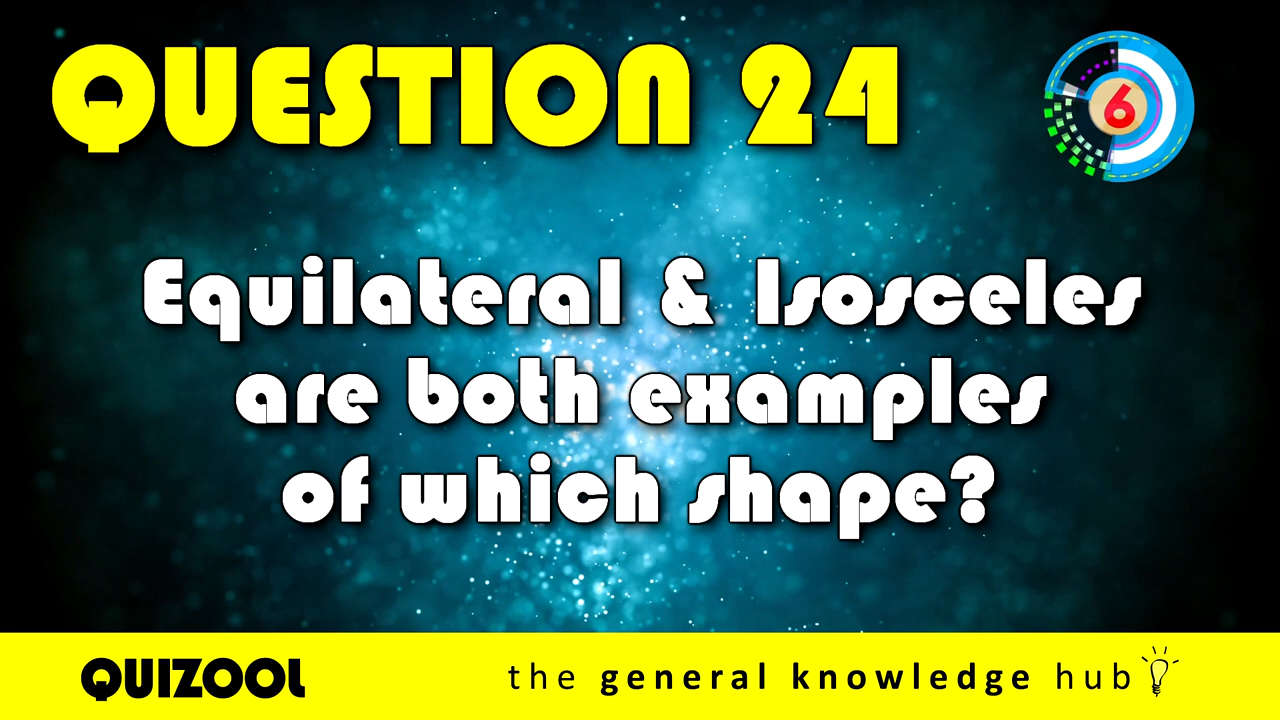 QUESTION 24
6
Equilateral & Isosceles
are both examples
of which shape?
QUIZOOL
the general knowledge hub